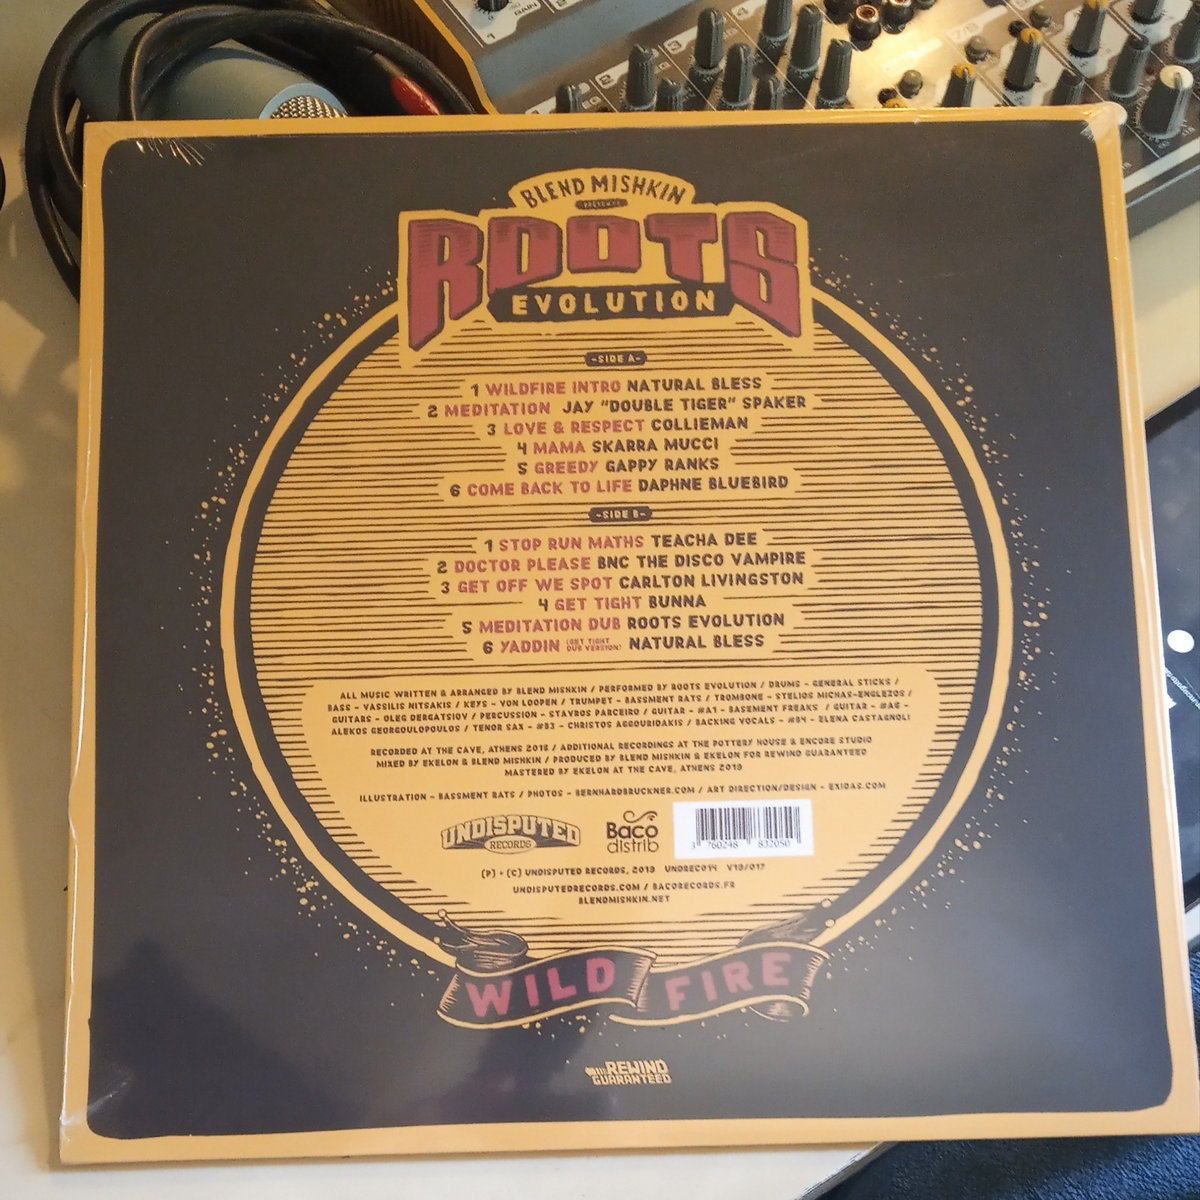 BLEND MISHKIN
PRESENTS
ROOTS
EVOLUTION
-SIDE A-
1 WILDFIRE INTRO NATURAL BLESS
2 MEDITATION JAY "DOUBLE TIGER" SPAKER
3 LOVE & RESPECT COLLIEMAN
4 MAMA SKARRA MUCCI
5 GREEDY GAPPY RANKS
6 COME BACK TO LIFE DAPHNE BLUEBIRD
-SIDE B-
1 STOP RUN MATHS TEACHA DEE
2 DOCTOR PLEASE BNC THE DISCO VAMPIRE
3 GET OFF WE SPOT CARLTON LIVINGSTON
4 GET TIGHT BUNNA
5 MEDITATION DUB ROOTS EVOLUTION
6 YADDIN (GET TIGHT DUB VERSION) NATURAL BLESS
ALL MUSIC WRITTEN & ARRANGED BY BLEND MISHKIN / PERFORMED BY ROOTS EVOLUTION / DRUMS - GENERAL STICKS /
BASS - VASSILIS NITSAKIS / KEYS - VON LOOPEN / TRUMPET - BASSMENT RATS / TROMBONE - STELIOS MICHAS-ENGLEZOS /
GUITARS - OLEG DERGATSIOV / PERCUSSION - STAVROS PARCEIRO / GUITAR - #A1 - BASEMENT FREAKS / GUITAR - #A6 -
ALEKOS GEORGOULOPOULOS / TENOR SAX - #B3 - CHRISTOS AGGOURIDAKIS / BACKING VOCALS - #B4 - ELENA CASTAGNOLI
RECORDED AT THE CAVE, ATHENS 2018 / ADDITIONAL RECORDINGS AT THE POTTERY HOUSE & ENCORE STUDIO
MIXED BY EKELON & BLEND MISHKIN / PRODUCED BY BLEND MISHKIN & EKELON FOR REWIND GUARANTEED
MASTERED BY EKELON AT THE CAVE, ATHENS 2019
ILLUSTRATION - BASSMENT RATS / PHOTOS - BERNHARDBRUCKNER.COM / ART DIRECTION/DESIGN - EXIDAS.COM
UNDISPUTED
RECORDS
Baco
distrib
3 760248 832050
(P) + (C) UNDISPUTED RECORDS, 2019 UNDREC014 V19/017
UNDISPUTEDRECORDS.COM / BACORECORDS.FR
BLENDMISHKIN.NET
WILD FIRE
REWIND
GUARANTEED